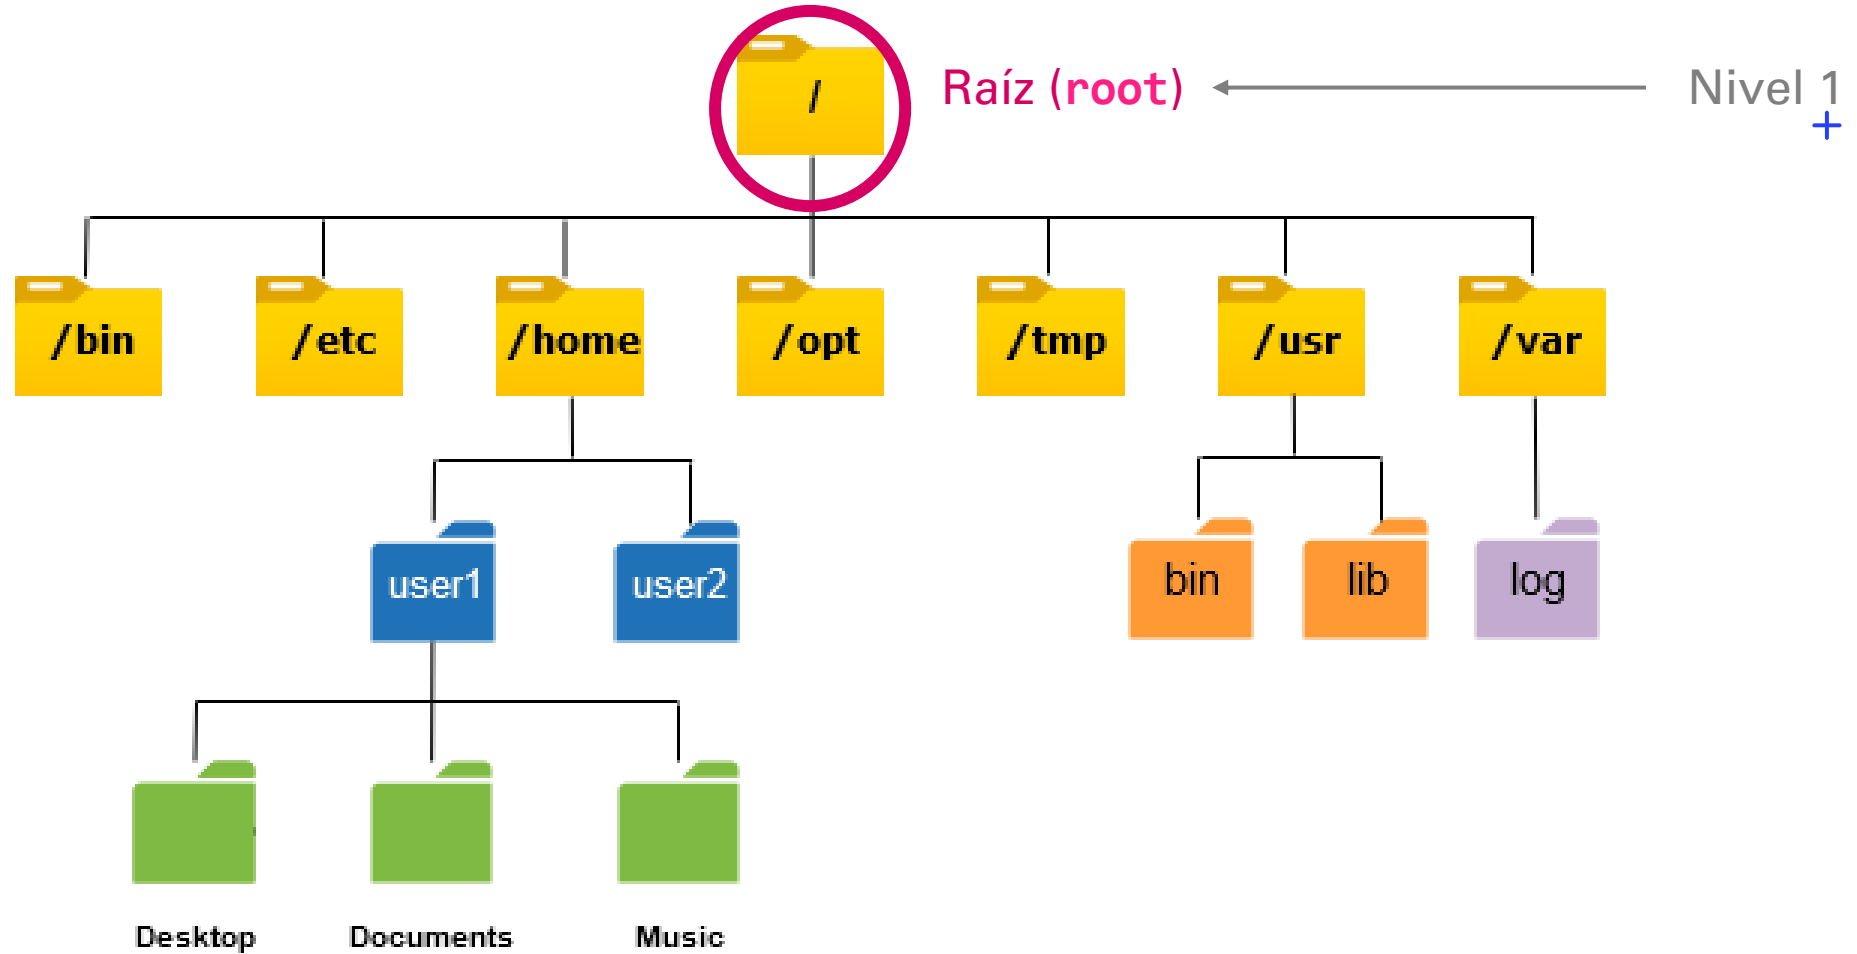 /
Raíz (root)
Nivel 1
/bin
/etc
/home
/opt
/tmp
/usr
/var
user1
user2
bin
lib
log
Desktop
Documents
Music